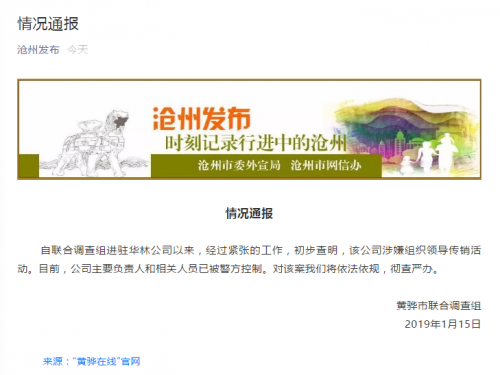 情况通报
沧州发布 今天
沧州发布
时刻记录行进中的沧州
沧州市委外宣局 沧州市网信办
情况通报
自联合调查组进驻华林公司以来，经过紧张的工作，初步查明，该公司涉嫌组织领导传销活
动。目前，公司主要负责人和相关人员已被警方控制。对该案我们将依法依规，彻查严办。
黄骅市联合调查组
2019年1月15日
来源：“黄骅在线”官网